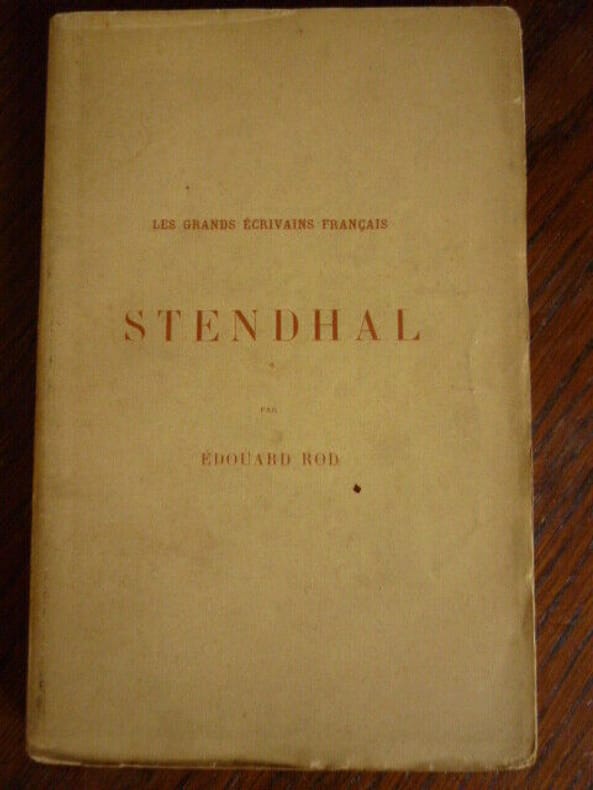 LES GRANDS ÉCRIVAINS FRANÇAIS
STENDHAL
PAR
ÉDOUARD ROD